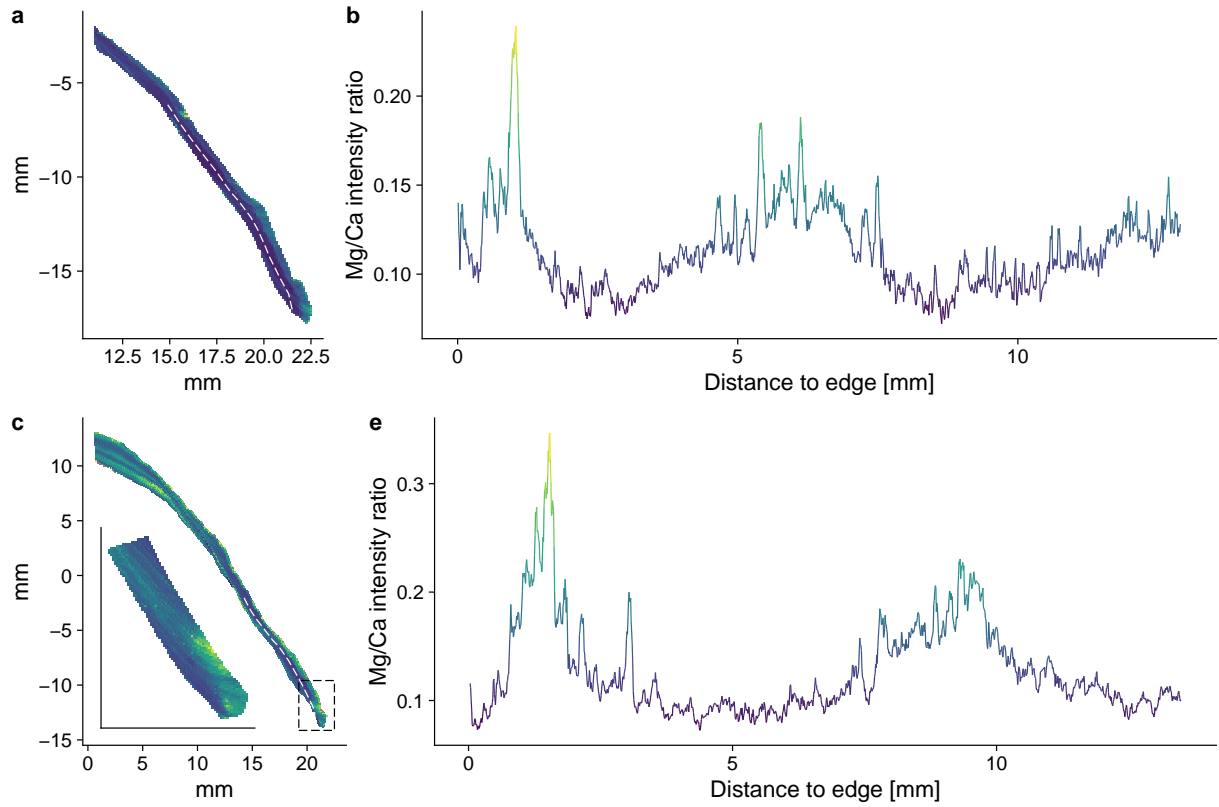 a
mm
−5
−10
−15
12.5 15.0 17.5 20.0 22.5
mm
b
Mg/Ca intensity ratio
0.20
0.15
0.10
0 5 10
Distance to edge [mm]
c
mm
10
5
0
−5
−10
−15
0 5 10 15 20
mm
e
Mg/Ca intensity ratio
0.3
0.2
0.1
0 5 10
Distance to edge [mm]